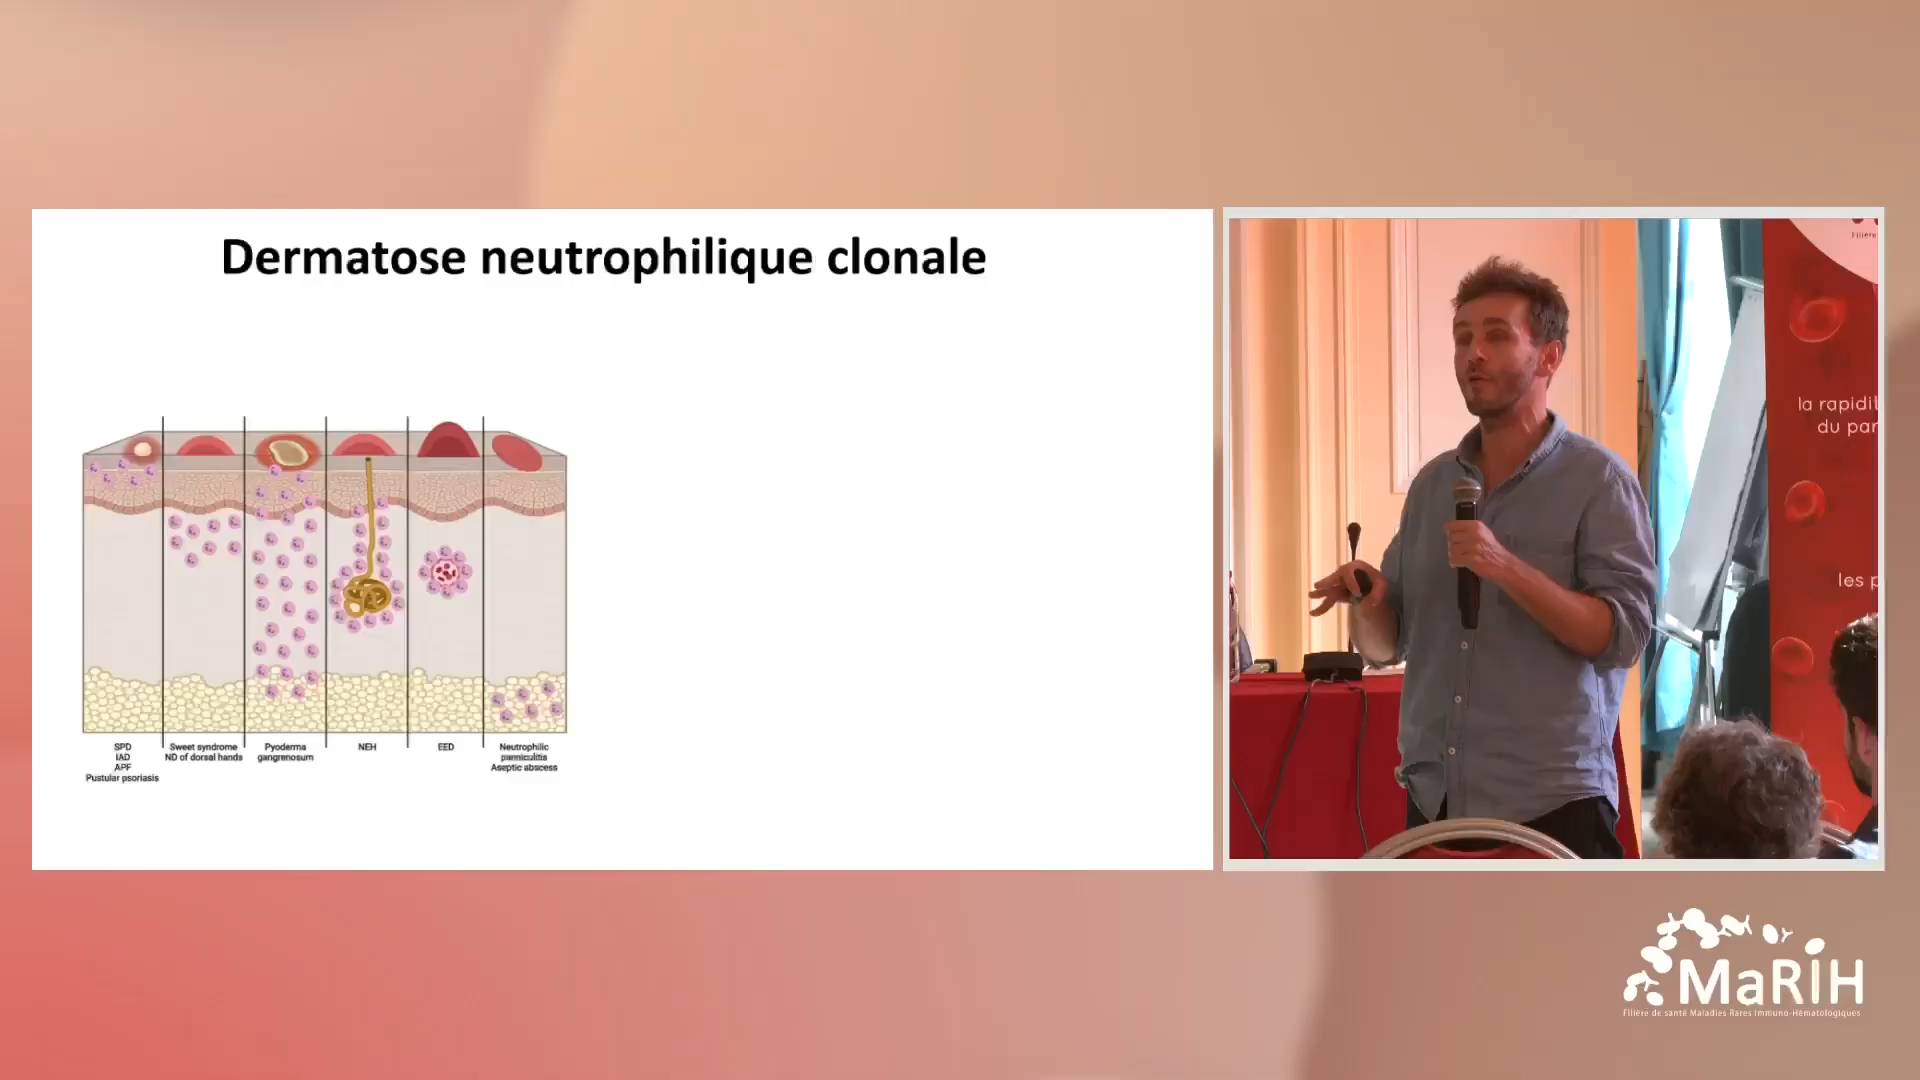 Dermatose neutrophilique clonale
SPD
IAD
APF
Pustular psoriasis
Sweet syndrome
ND of dorsal hands
Pyoderma
gangrenosum
NEH
EED
Neutrophilic
panniculitis
Aseptic abscess
Filière
la rapidit
du par
les p
MaRIH
Filière de santé Maladies Rares Immuno-Hématologiques